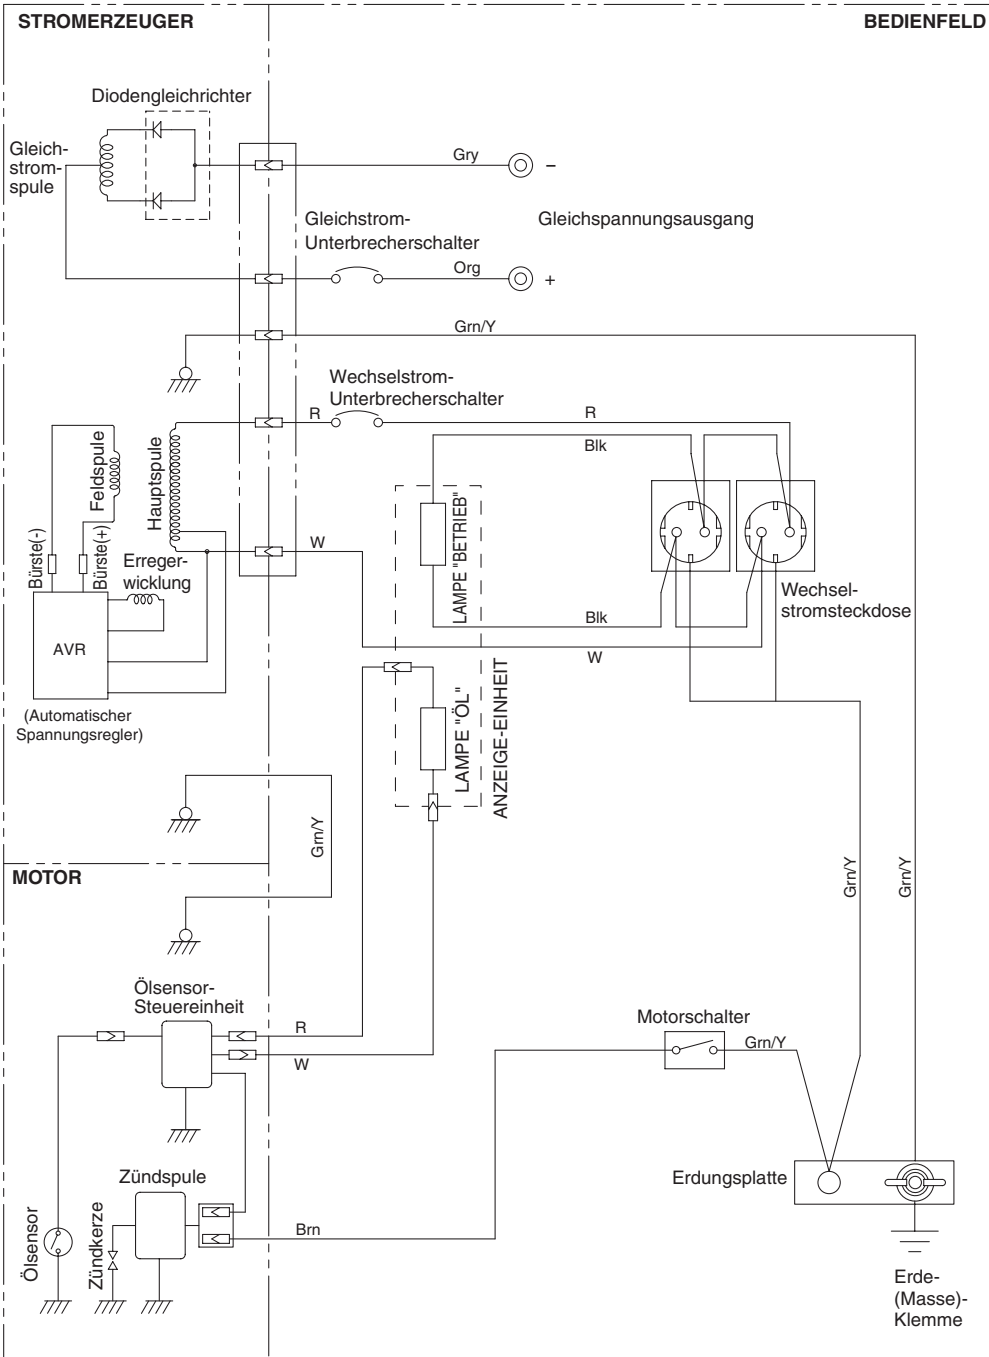 STROMERZEUGER
BEDIENFELD
Diodengleichrichter
Gleich-
strom-
spule
Gry
−
Gleichstrom-
Unterbrecherschalter
Gleichspannungsausgang
Org
+
Grn/Y
Wechselstrom-
Unterbrecherschalter
R
R
Blk
Feldspule
Hauptspule
Bürste(-)
Bürste(+)
Erreger-
wicklung
W
LAMPE "BETRIEB"
Wechsel-
stromsteckdose
Blk
W
AVR
(Automatischer
Spannungsregler)
LAMPE "ÖL"
ANZEIGE-EINHEIT
Grn/Y
Grn/Y
Grn/Y
MOTOR
Ölsensor-
Steuereinheit
R
W
Motorschalter
Grn/Y
Zündspule
Erdungsplatte
Ölsensor
Zündkerze
Brn
Erde-
(Masse)-
Klemme